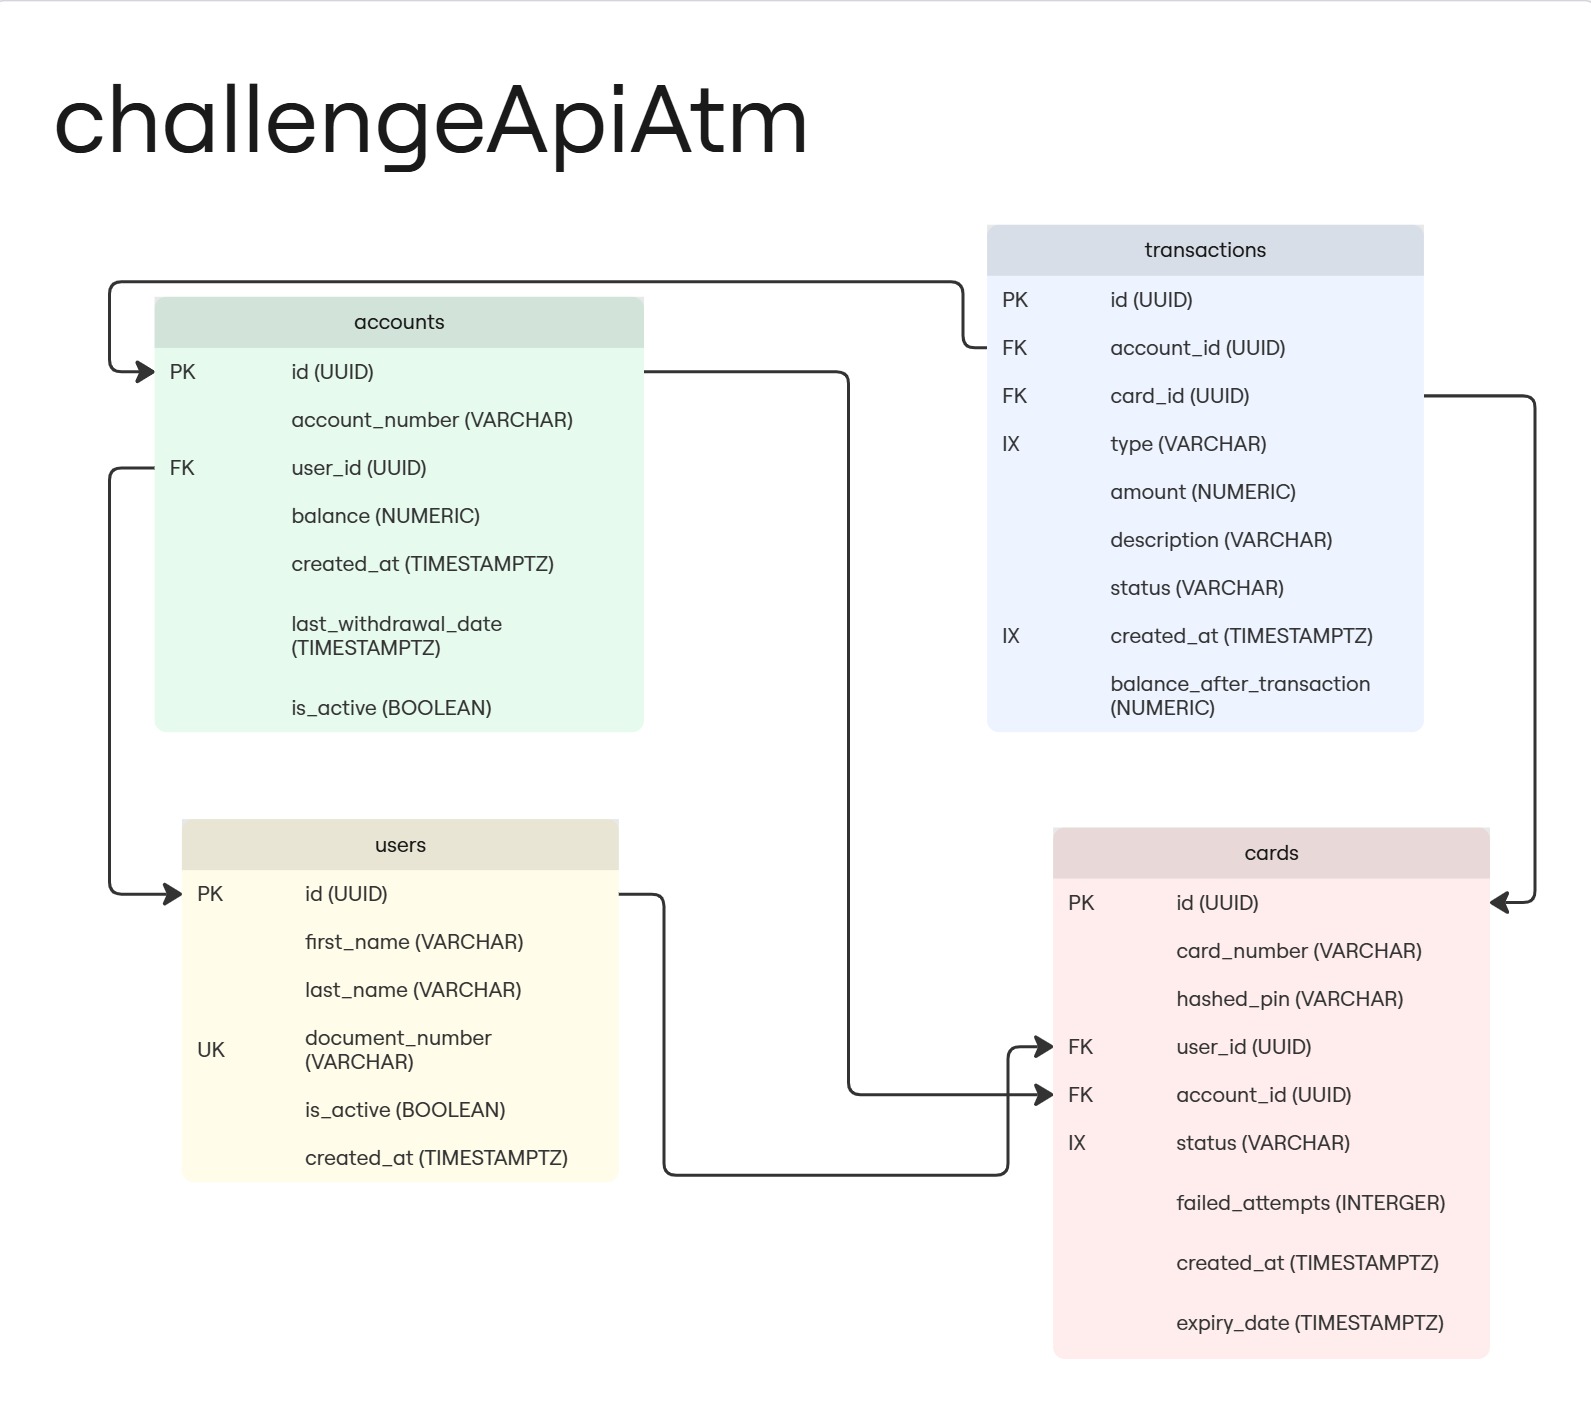 challengeApiAtm
accounts
PK id (UUID)
account_number (VARCHAR)
FK user_id (UUID)
balance (NUMERIC)
created_at (TIMESTAMPTZ)
last_withdrawal_date
(TIMESTAMPTZ)
is_active (BOOLEAN)
transactions
PK id (UUID)
FK account_id (UUID)
FK card_id (UUID)
IX type (VARCHAR)
amount (NUMERIC)
description (VARCHAR)
status (VARCHAR)
IX created_at (TIMESTAMPTZ)
balance_after_transaction
(NUMERIC)
users
PK id (UUID)
first_name (VARCHAR)
last_name (VARCHAR)
UK document_number
(VARCHAR)
is_active (BOOLEAN)
created_at (TIMESTAMPTZ)
cards
PK id (UUID)
card_number (VARCHAR)
hashed_pin (VARCHAR)
FK user_id (UUID)
FK account_id (UUID)
IX status (VARCHAR)
failed_attempts (INTERGER)
created_at (TIMESTAMPTZ)
expiry_date (TIMESTAMPTZ)